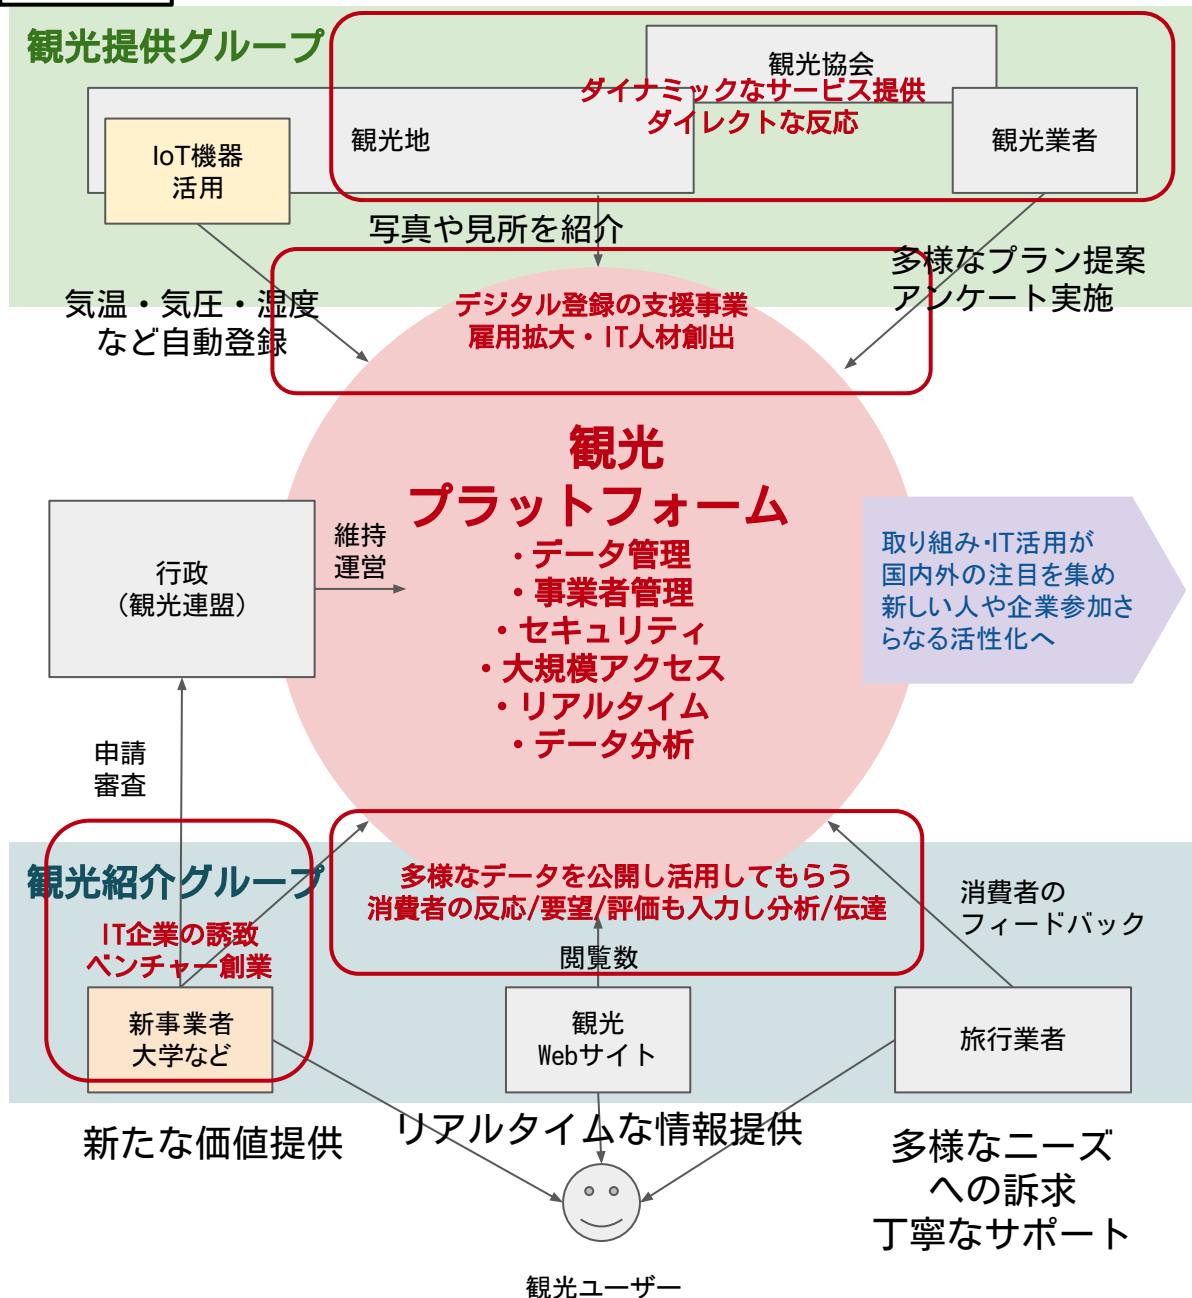 観光提供グループ
観光協会
ダイナミックなサービス提供
ダイレクトな反応
観光地
観光業者
IoT機器
活用
写真や見所を紹介
多様なプラン提案
アンケート実施
気温・気圧・湿度
など自動登録
デジタル登録の支援事業
雇用拡大・IT人材創出
観光
プラットフォーム
・データ管理
・事業者管理
・セキュリティ
・大規模アクセス
・リアルタイム
・データ分析
行政
（観光連盟）
維持
運営
取り組み・IT活用が
国内外の注目を集め
新しい人や企業参加さ
らなる活性化へ
申請
審査
観光紹介グループ
多様なデータを公開し活用してもらう
消費者の反応/要望/評価も入力し分析/伝達
消費者の
フィードバック
IT企業の誘致
ベンチャー創業
閲覧数
新事業者
大学など
観光
Webサイト
旅行業者
新たな価値提供
リアルタイムな情報提供
多様なニーズ
への訴求
丁寧なサポート
観光ユーザー